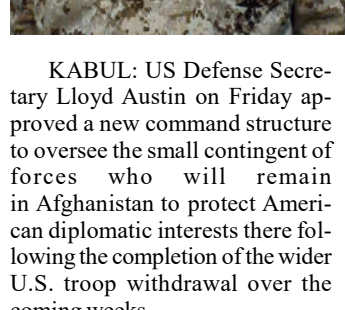 KABUL: US Defense Secre-
tary Lloyd Austin on Friday ap-
proved a new command structure
to oversee the small contingent of
forces who will remain
in Afghanistan to protect Ameri-
can diplomatic interests there fol-
lowing the completion of the wider
U.S. troop withdrawal over the
coming weeks